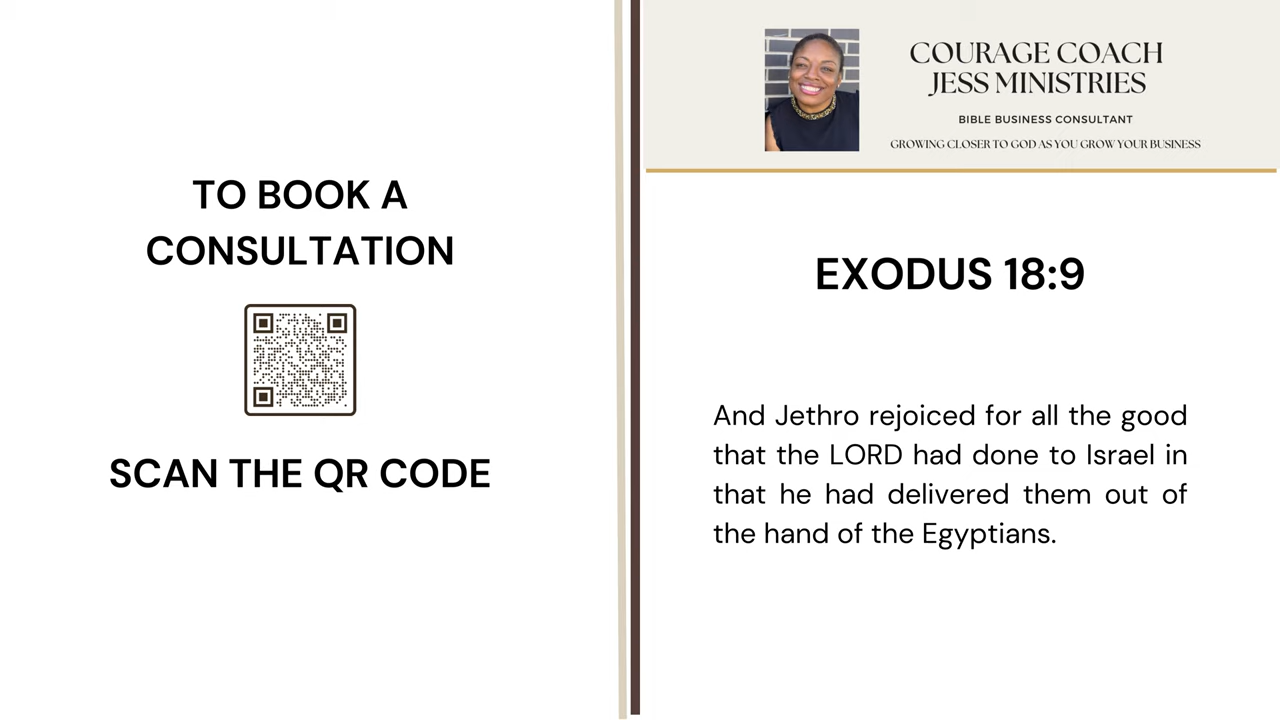 TO BOOK A
CONSULTATION
SCAN THE QR CODE
COURAGE COACH
JESS MINISTRIES
BIBLE BUSINESS CONSULTANT
GROWING CLOSER TO GOD AS YOU GROW YOUR BUSINESS
EXODUS 18:9
And Jethro rejoiced for all the good
that the LORD had done to Israel in
that he had delivered them out of
the hand of the Egyptians.